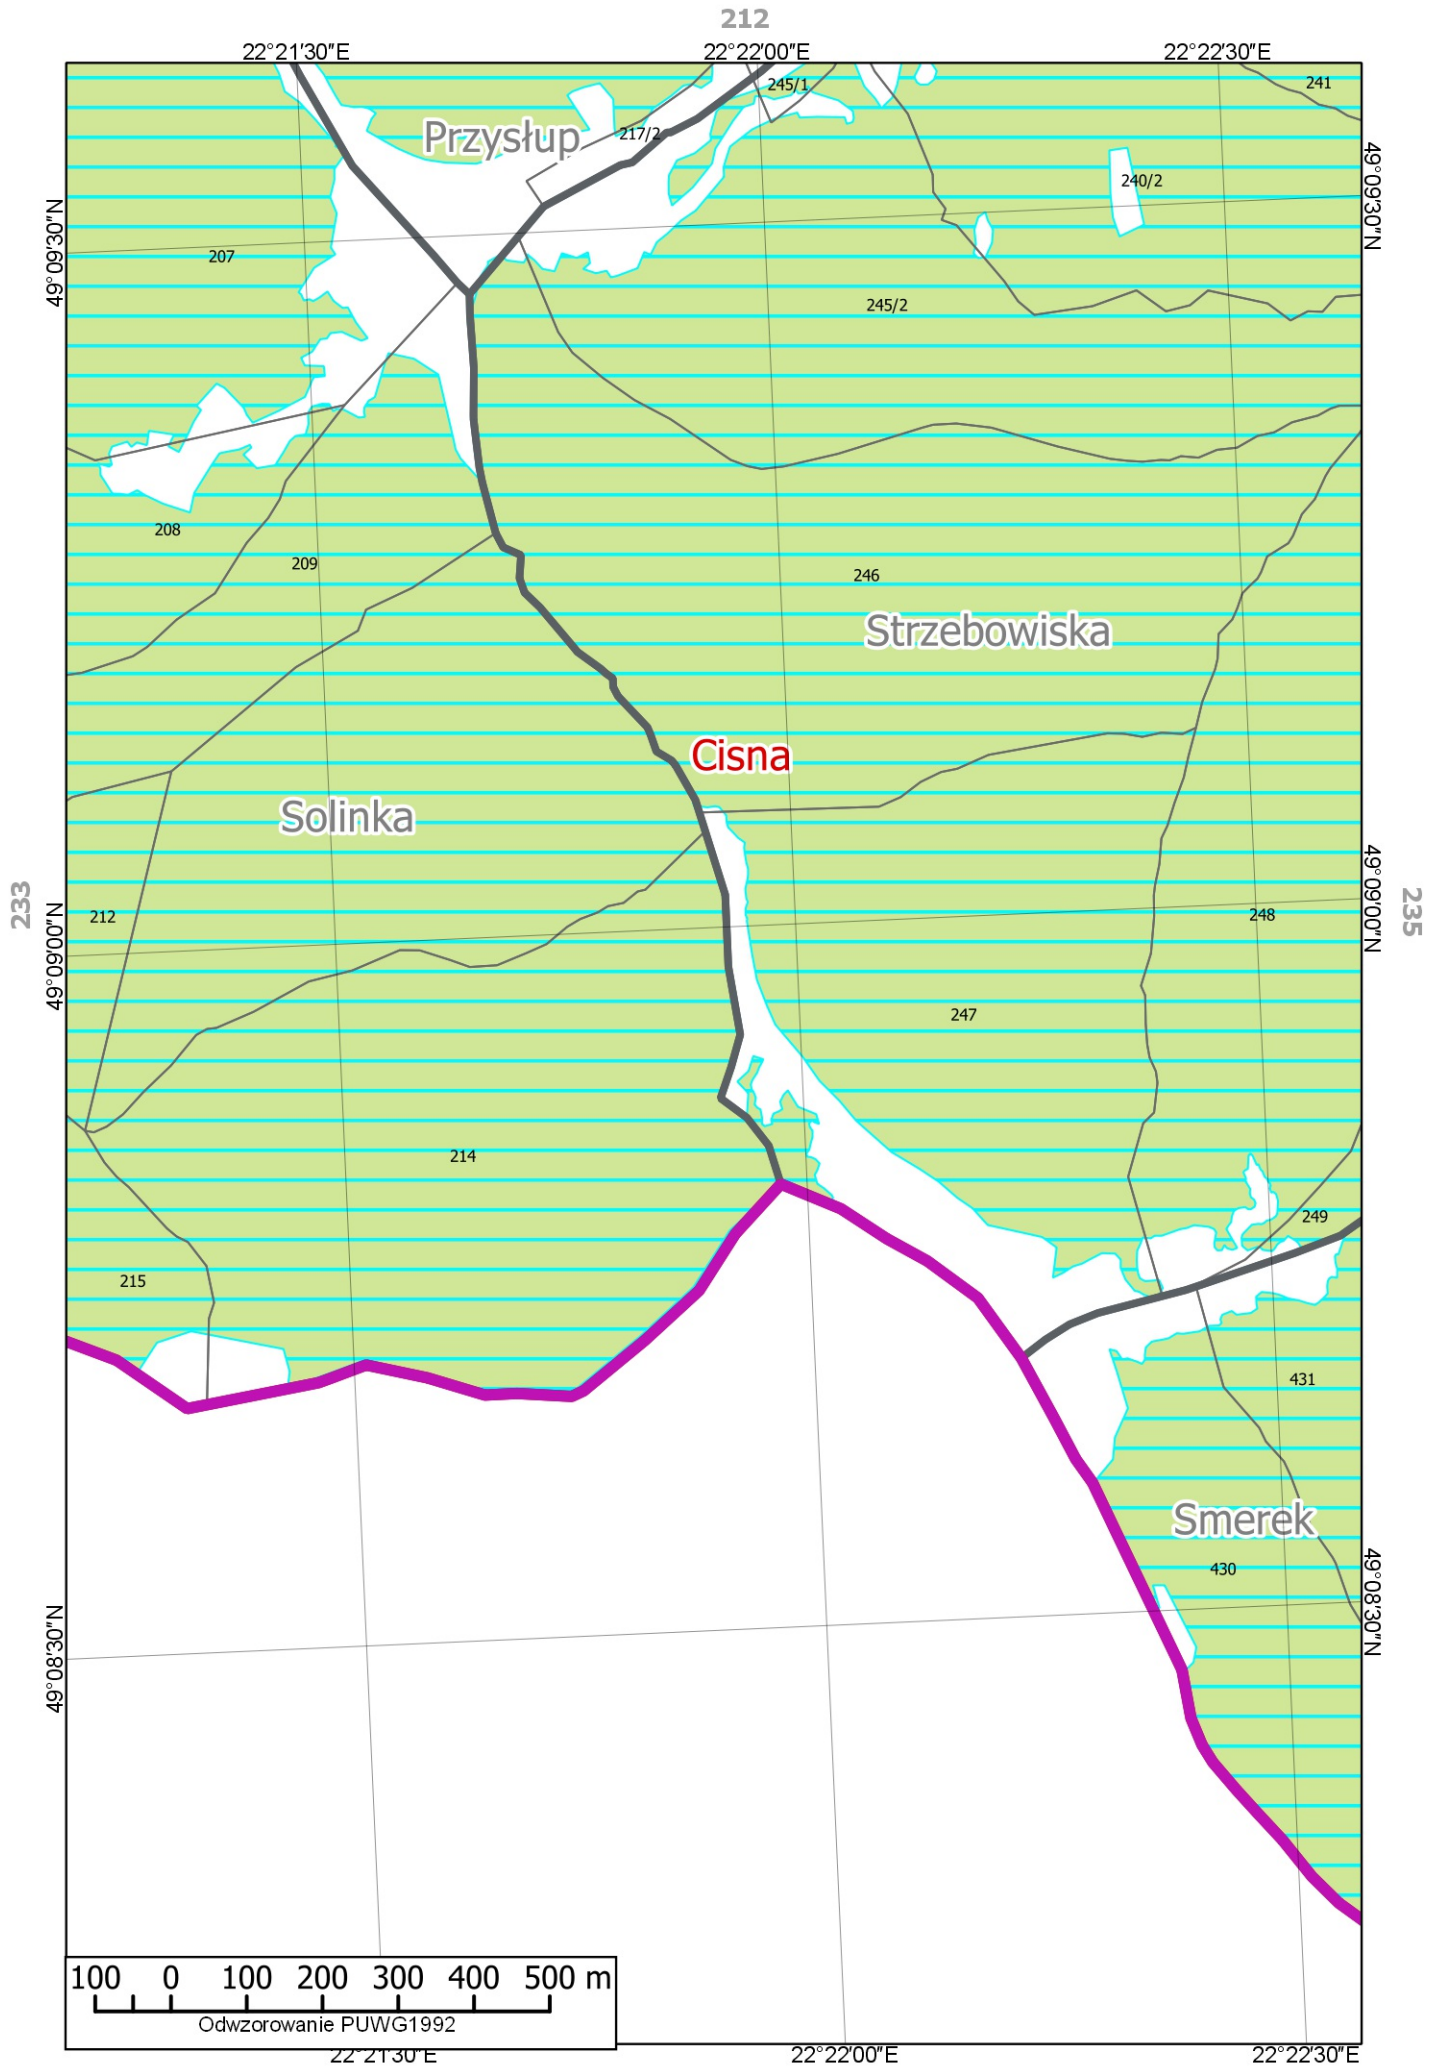 212
22°21'30"E
22°22'00"E
22°22'30"E
245/1
241
Przysłup
217/2
240/2
49°09'30"N
49°09'30"N
207
245/2
208
209
246
Strzebowiska
Cisna
Solinka
233
212
49°09'00"N
49°09'00"N
248
235
247
214
249
215
431
Smerek
430
49°08'30"N
49°08'30"N
100 0 100 200 300 400 500 m
Odwzorowanie PUWG1992
22°21'30"E
22°22'00"E
22°22'30"E